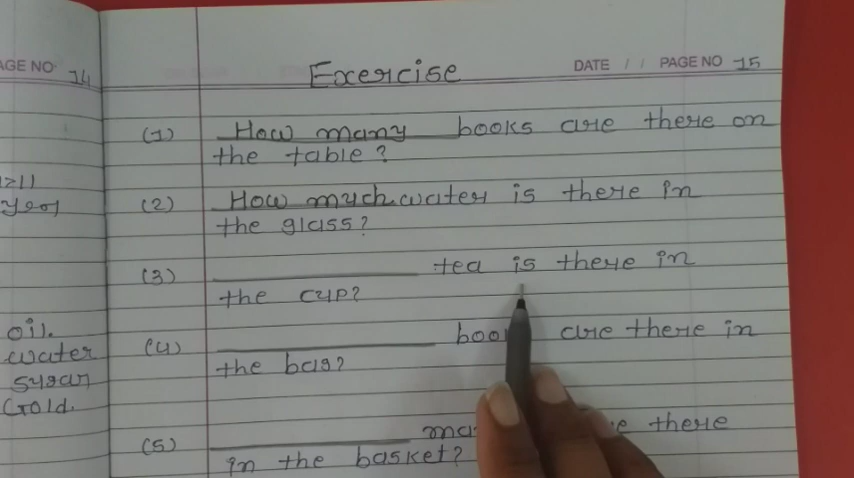 AGE NO 14
Exercise
DATE / / PAGE NO 15
(1) How many books are there on
the table?
(2) How much water is there in
the glass?
(3) tea is there in
the cup?
oil.
(4) are there in
water
the bag?
Sugar
Gold.
(5) there
in the basket?